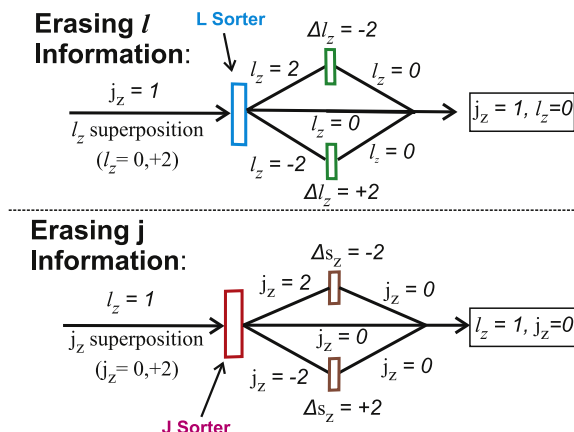 Erasing l
Information:
L Sorter
Δl_z = -2
l_z = 2
l_z = 0
j_z = 1
l_z superposition
(l_z= 0,+2)
l_z = 0
j_z = 1, l_z=0
l_z = -2
l_z = 0
Δl_z = +2
Erasing j
Information:
Δs_z = -2
j_z = 2
j_z = 0
l_z = 1
j_z superposition
(j_z= 0,+2)
j_z = 0
l_z = 1, j_z=0
j_z = -2
j_z = 0
Δs_z = +2
J Sorter